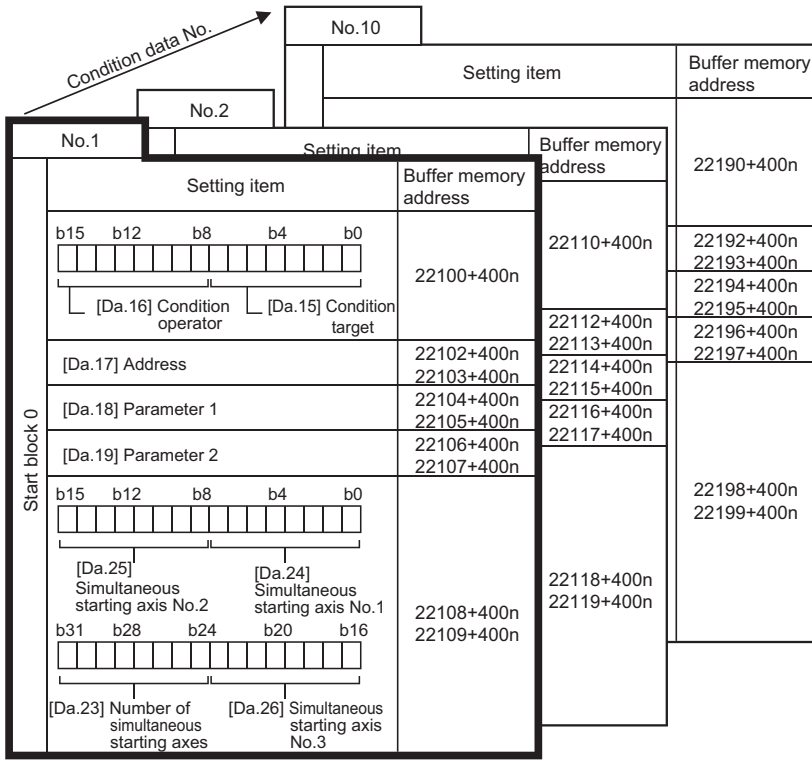 Condition data No.
No.10
Setting item
Buffer memory
address
22190+400n
22192+400n
22193+400n
22194+400n
22195+400n
22196+400n
22197+400n
22198+400n
22199+400n
No.2
Setting item
Buffer memory
address
22110+400n
22112+400n
22113+400n
22114+400n
22115+400n
22116+400n
22117+400n
22118+400n
22119+400n
No.1
Start block 0
Setting item
Buffer memory
address
b15 b12 b8 b4 b0
[Da.16] Condition
operator
[Da.15] Condition
target
22100+400n
[Da.17] Address
22102+400n
22103+400n
[Da.18] Parameter 1
22104+400n
22105+400n
[Da.19] Parameter 2
22106+400n
22107+400n
b15 b12 b8 b4 b0
[Da.25]
Simultaneous
starting axis No.2
[Da.24]
Simultaneous
starting axis No.1
b31 b28 b24 b20 b16
[Da.23] Number of
simultaneous
starting axes
[Da.26] Simultaneous
starting axis
No.3
22108+400n
22109+400n